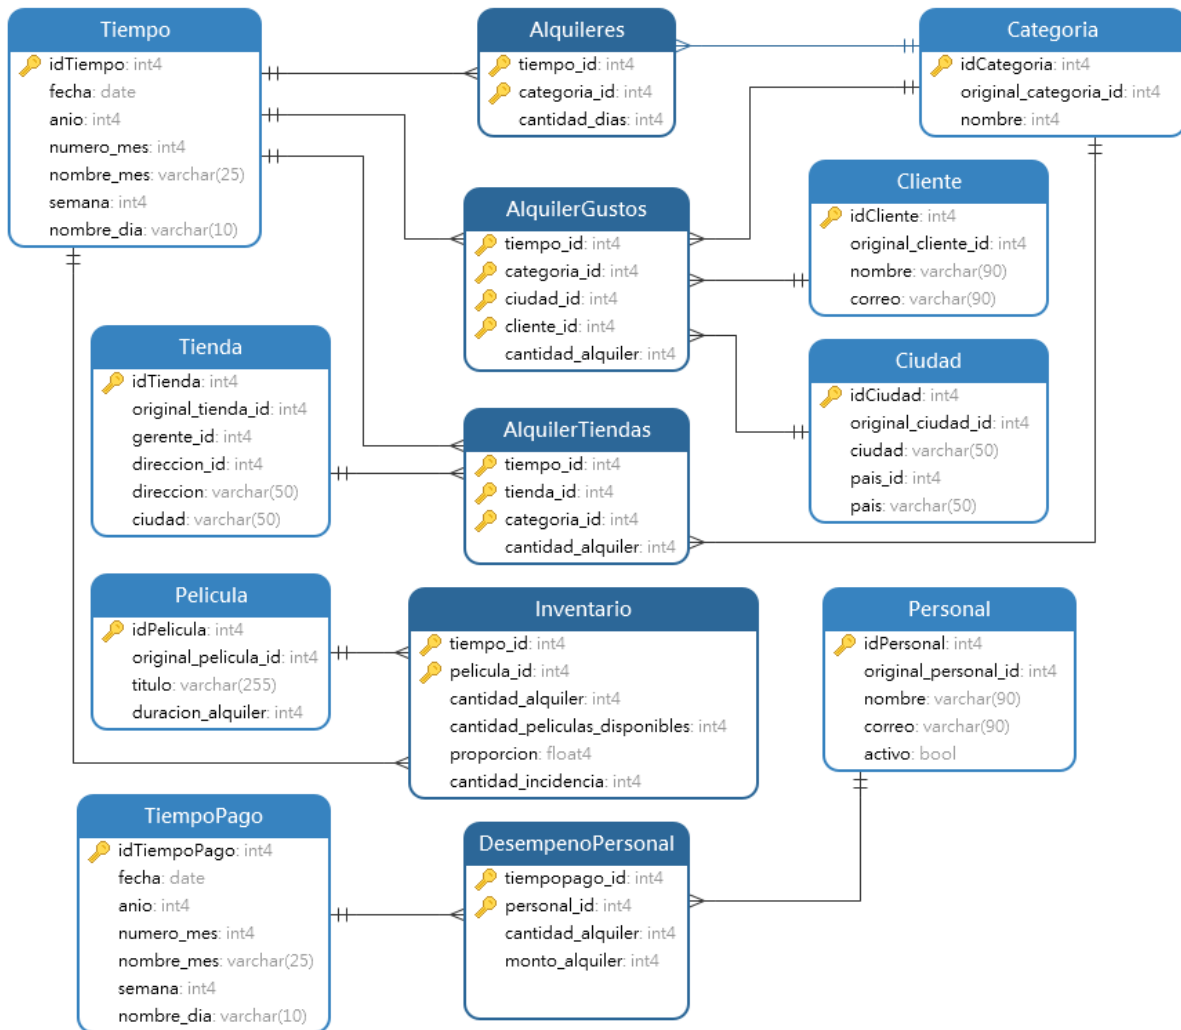 Tiempo
idTiempo: int4
fecha: date
anio: int4
numero_mes: int4
nombre_mes: varchar(25)
semana: int4
nombre_dia: varchar(10)
Alquileres
tiempo_id: int4
categoria_id: int4
cantidad_dias: int4
Categoria
idCategoria: int4
original_categoria_id: int4
nombre: int4
AlquilerGustos
tiempo_id: int4
categoria_id: int4
ciudad_id: int4
cliente_id: int4
cantidad_alquiler: int4
Cliente
idCliente: int4
original_cliente_id: int4
nombre: varchar(90)
correo: varchar(90)
Tienda
idTienda: int4
original_tienda_id: int4
gerente_id: int4
direccion_id: int4
direccion: varchar(50)
ciudad: varchar(50)
AlquilerTiendas
tiempo_id: int4
tienda_id: int4
categoria_id: int4
cantidad_alquiler: int4
Ciudad
idCiudad: int4
original_ciudad_id: int4
ciudad: varchar(50)
pais_id: int4
pais: varchar(50)
Pelicula
idPelicula: int4
original_pelicula_id: int4
titulo: varchar(255)
duracion_alquiler: int4
Inventario
tiempo_id: int4
pelicula_id: int4
cantidad_alquiler: int4
cantidad_peliculas_disponibles: int4
proporcion: float4
cantidad_incidencia: int4
Personal
idPersonal: int4
original_personal_id: int4
nombre: varchar(90)
correo: varchar(90)
activo: bool
TiempoPago
idTiempoPago: int4
fecha: date
anio: int4
numero_mes: int4
nombre_mes: varchar(25)
semana: int4
nombre_dia: varchar(10)
DesempenoPersonal
tiempopago_id: int4
personal_id: int4
cantidad_alquiler: int4
monto_alquiler: int4